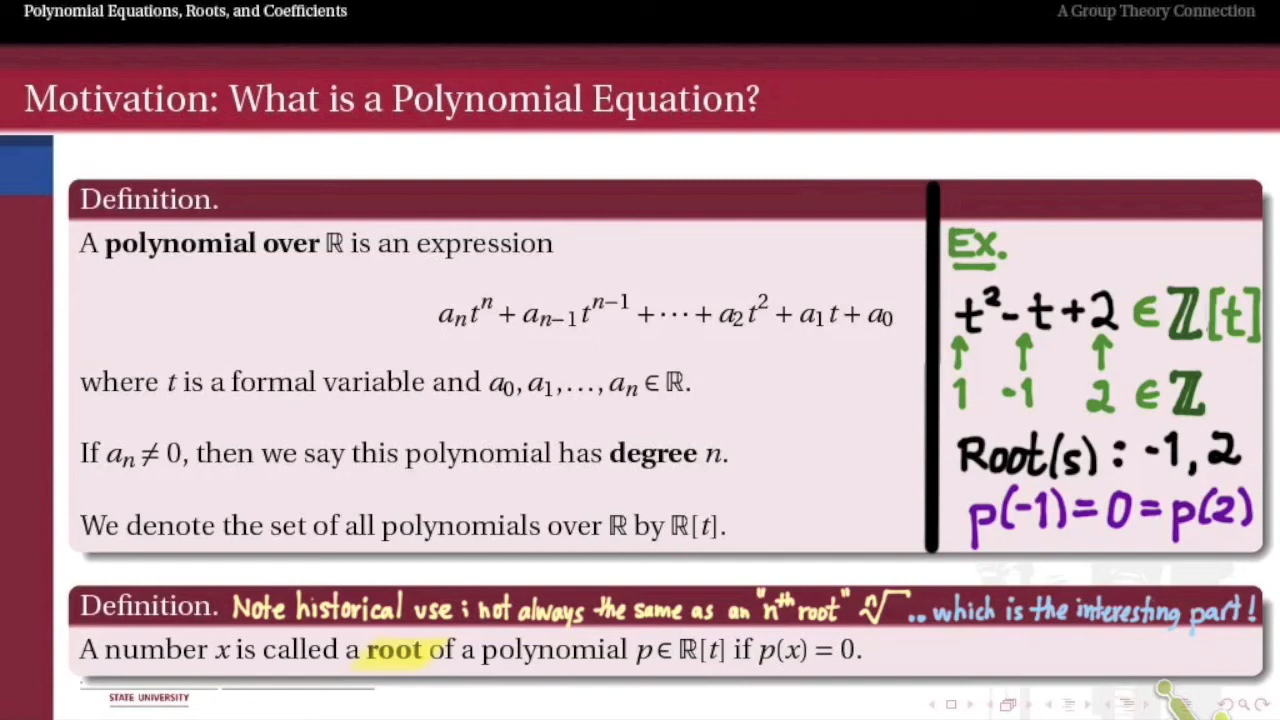 Polynomial Equations, Roots, and Coefficients
A Group Theory Connection
Motivation: What is a Polynomial Equation?
Definition.
A polynomial over ℝ is an expression
aₙtⁿ + aₙ₋₁tⁿ⁻¹ + ⋯ + a₂t² + a₁t + a₀
where t is a formal variable and a₀, a₁, …, aₙ ∈ ℝ.
If aₙ ≠ 0, then we say this polynomial has degree n.
We denote the set of all polynomials over ℝ by ℝ[t].
Ex.
t² - t + 2 ∈ ℤ[t]
↑ ↑ ↑
1 -1 2 ∈ ℤ
Root(s) : -1, 2
p(-1) = 0 = p(2)
Definition. Note historical use; not always the same as an "nᵗʰ root" ⁿ√ .. which is the interesting part!
A number x is called a root of a polynomial p ∈ ℝ[t] if p(x) = 0.
STATE UNIVERSITY